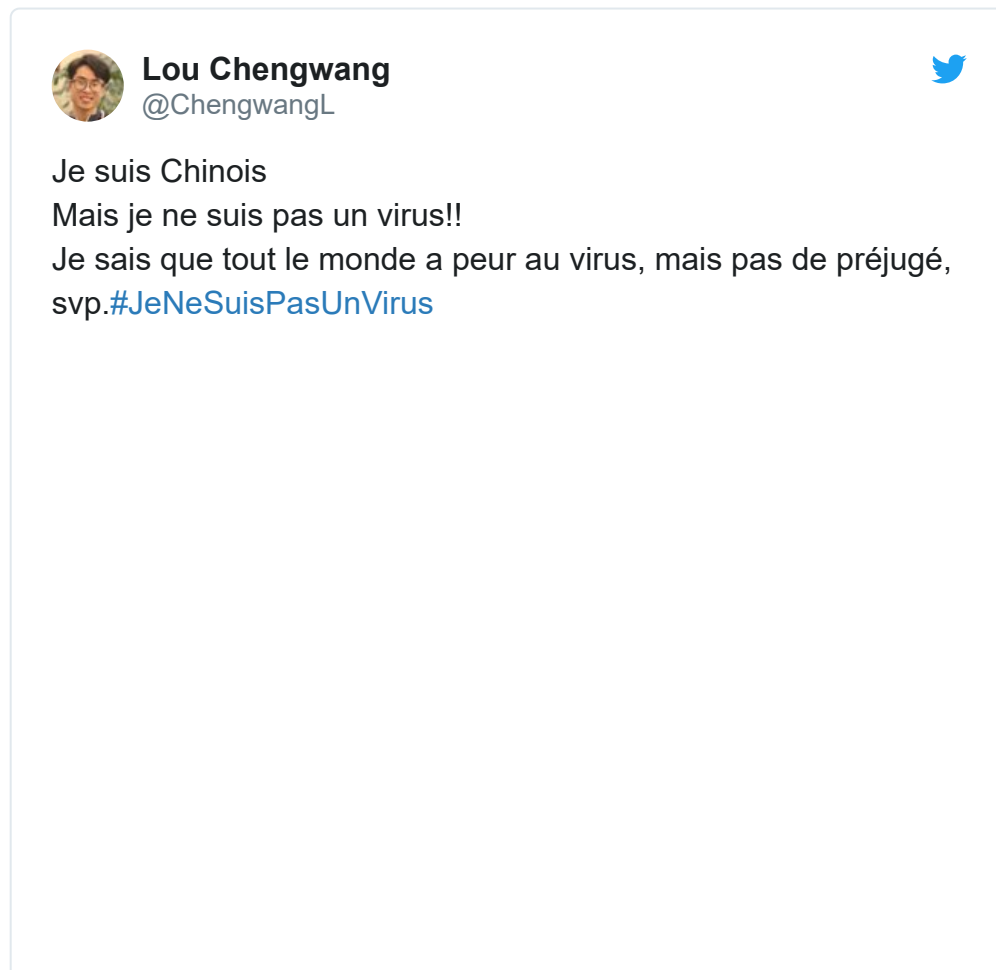 Lou Chengwang
@ChengwangL
Je suis Chinois
Mais je ne suis pas un virus!!
Je sais que tout le monde a peur au virus, mais pas de préjugé,
svp.#JeNeSuisPasUnVirus